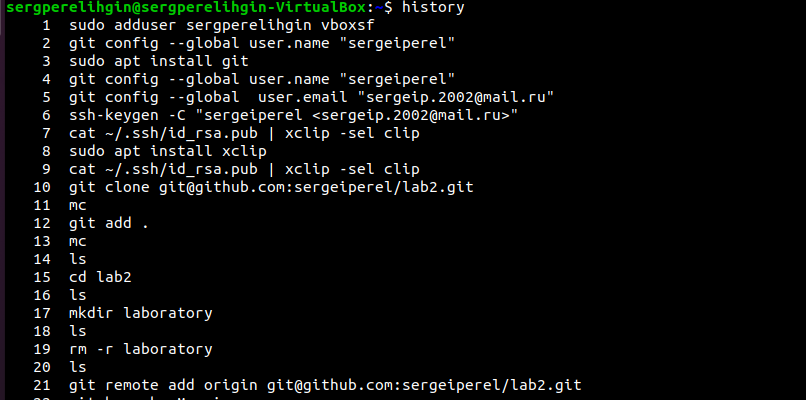 sergperelihgin@sergperelihgin-VirtualBox:~$ history
1 sudo adduser sergperelihgin vboxsf
2 git config --global user.name "sergeiperel"
3 sudo apt install git
4 git config --global user.name "sergeiperel"
5 git config --global  user.email "sergeip.2002@mail.ru"
6 ssh-keygen -C "sergeiperel <sergeip.2002@mail.ru>"
7 cat ~/.ssh/id_rsa.pub | xclip -sel clip
8 sudo apt install xclip
9 cat ~/.ssh/id_rsa.pub | xclip -sel clip
10 git clone git@github.com:sergeiperel/lab2.git
11 mc
12 git add .
13 mc
14 ls
15 cd lab2
16 ls
17 mkdir laboratory
18 ls
19 rm -r laboratory
20 ls
21 git remote add origin git@github.com:sergeiperel/lab2.git